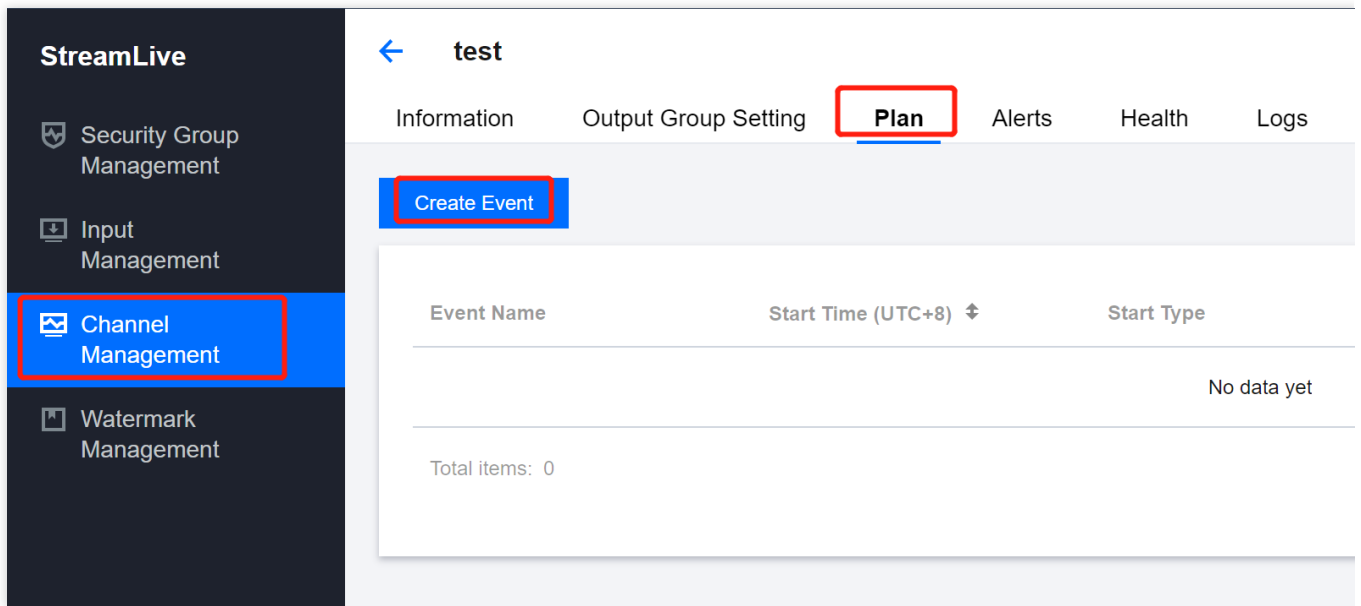 StreamLive
Security Group
Management
Input
Management
Channel
Management
Watermark
Management
test
Information Output Group Setting Plan Alerts Health Logs
Create Event
Event Name Start Time (UTC+8) Start Type
No data yet
Total items: 0